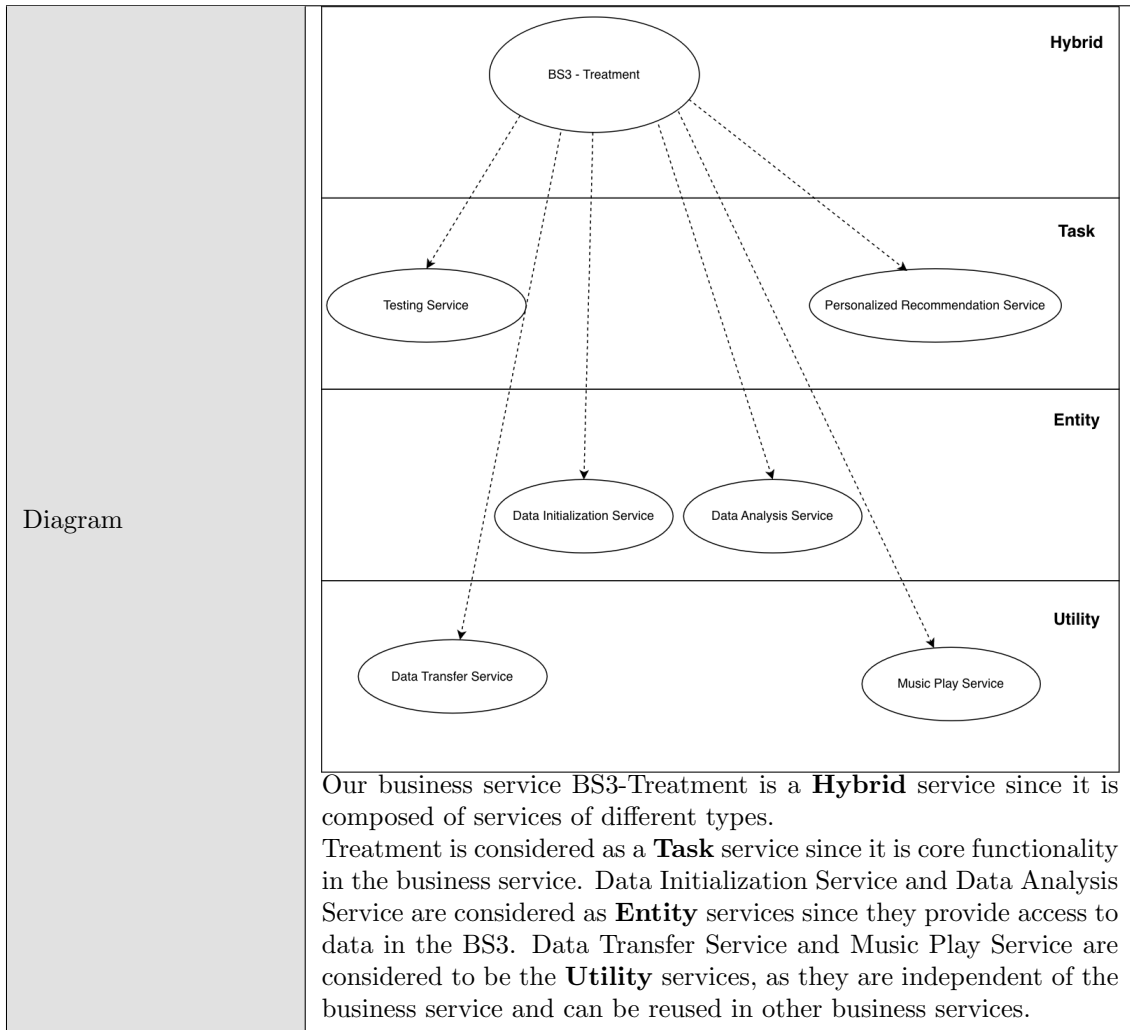 Hybrid
BS3 - Treatment
Task
Testing Service
Personalized Recommendation Service
Entity
Data Initialization Service
Data Analysis Service
Diagram
Utility
Data Transfer Service
Music Play Service
Our business service BS3-Treatment is a Hybrid service since it is
composed of services of different types.
Treatment is considered as a Task service since it is core functionality
in the business service. Data Initialization Service and Data Analysis
Service are considered as Entity services since they provide access to
data in the BS3. Data Transfer Service and Music Play Service are
considered to be the Utility services, as they are independent of the
business service and can be reused in other business services.